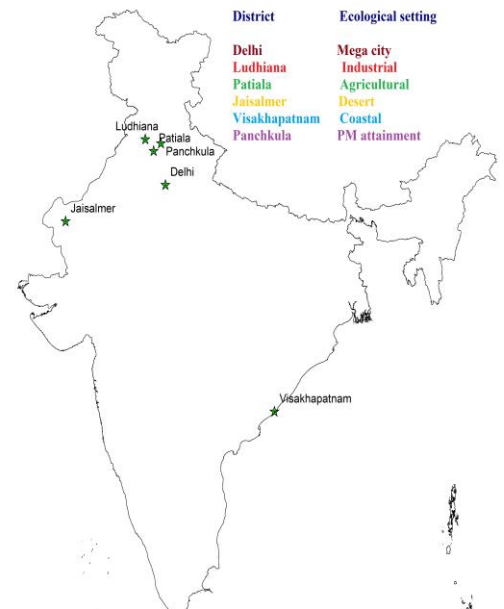 District Ecological setting
Delhi Mega city
Ludhiana Industrial
Patiala Agricultural
Jaisalmer Desert
Visakhapatnam Coastal
Panchkula PM attainment
Ludhiana
Patiala
Panchkula
Delhi
Jaisalmer
Visakhapatnam